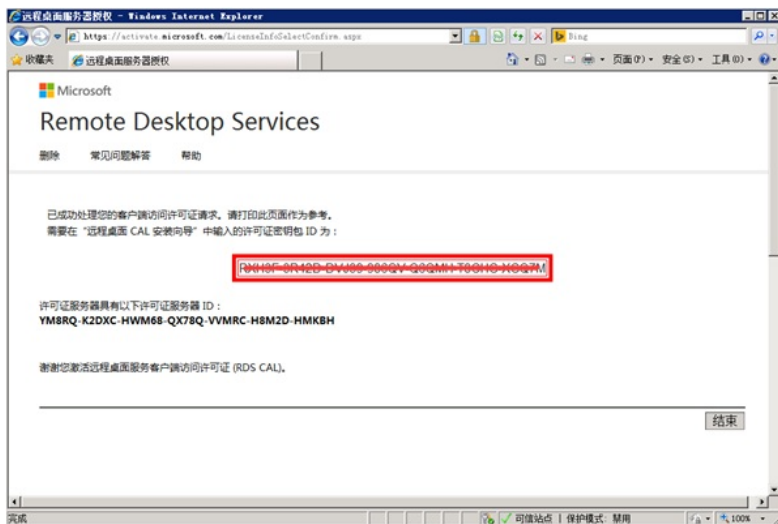 远程桌面服务器授权 - Windows Internet Explorer
https://activate.microsoft.com/LicenseInfoSelectConfirm.aspx
Bing
收藏夹
远程桌面服务器授权
页面(P)
安全(S)
工具(O)
Microsoft
Remote Desktop Services
删除 常见问题解答 帮助
已成功处理您的客户端访问许可证请求。请打印此页面作为参考。
需要在“远程桌面 CAL 安装向导”中输入的许可证密钥包 ID 为：
许可证服务器具有以下许可证服务器 ID：
YM8RQ-K2DXC-HWM68-QX78Q-VVMRC-H8M2D-HMKBH
谢谢您激活远程桌面服务客户端访问许可证 (RDS CAL)。
结束
完成
可信站点 | 保护模式: 禁用
100%